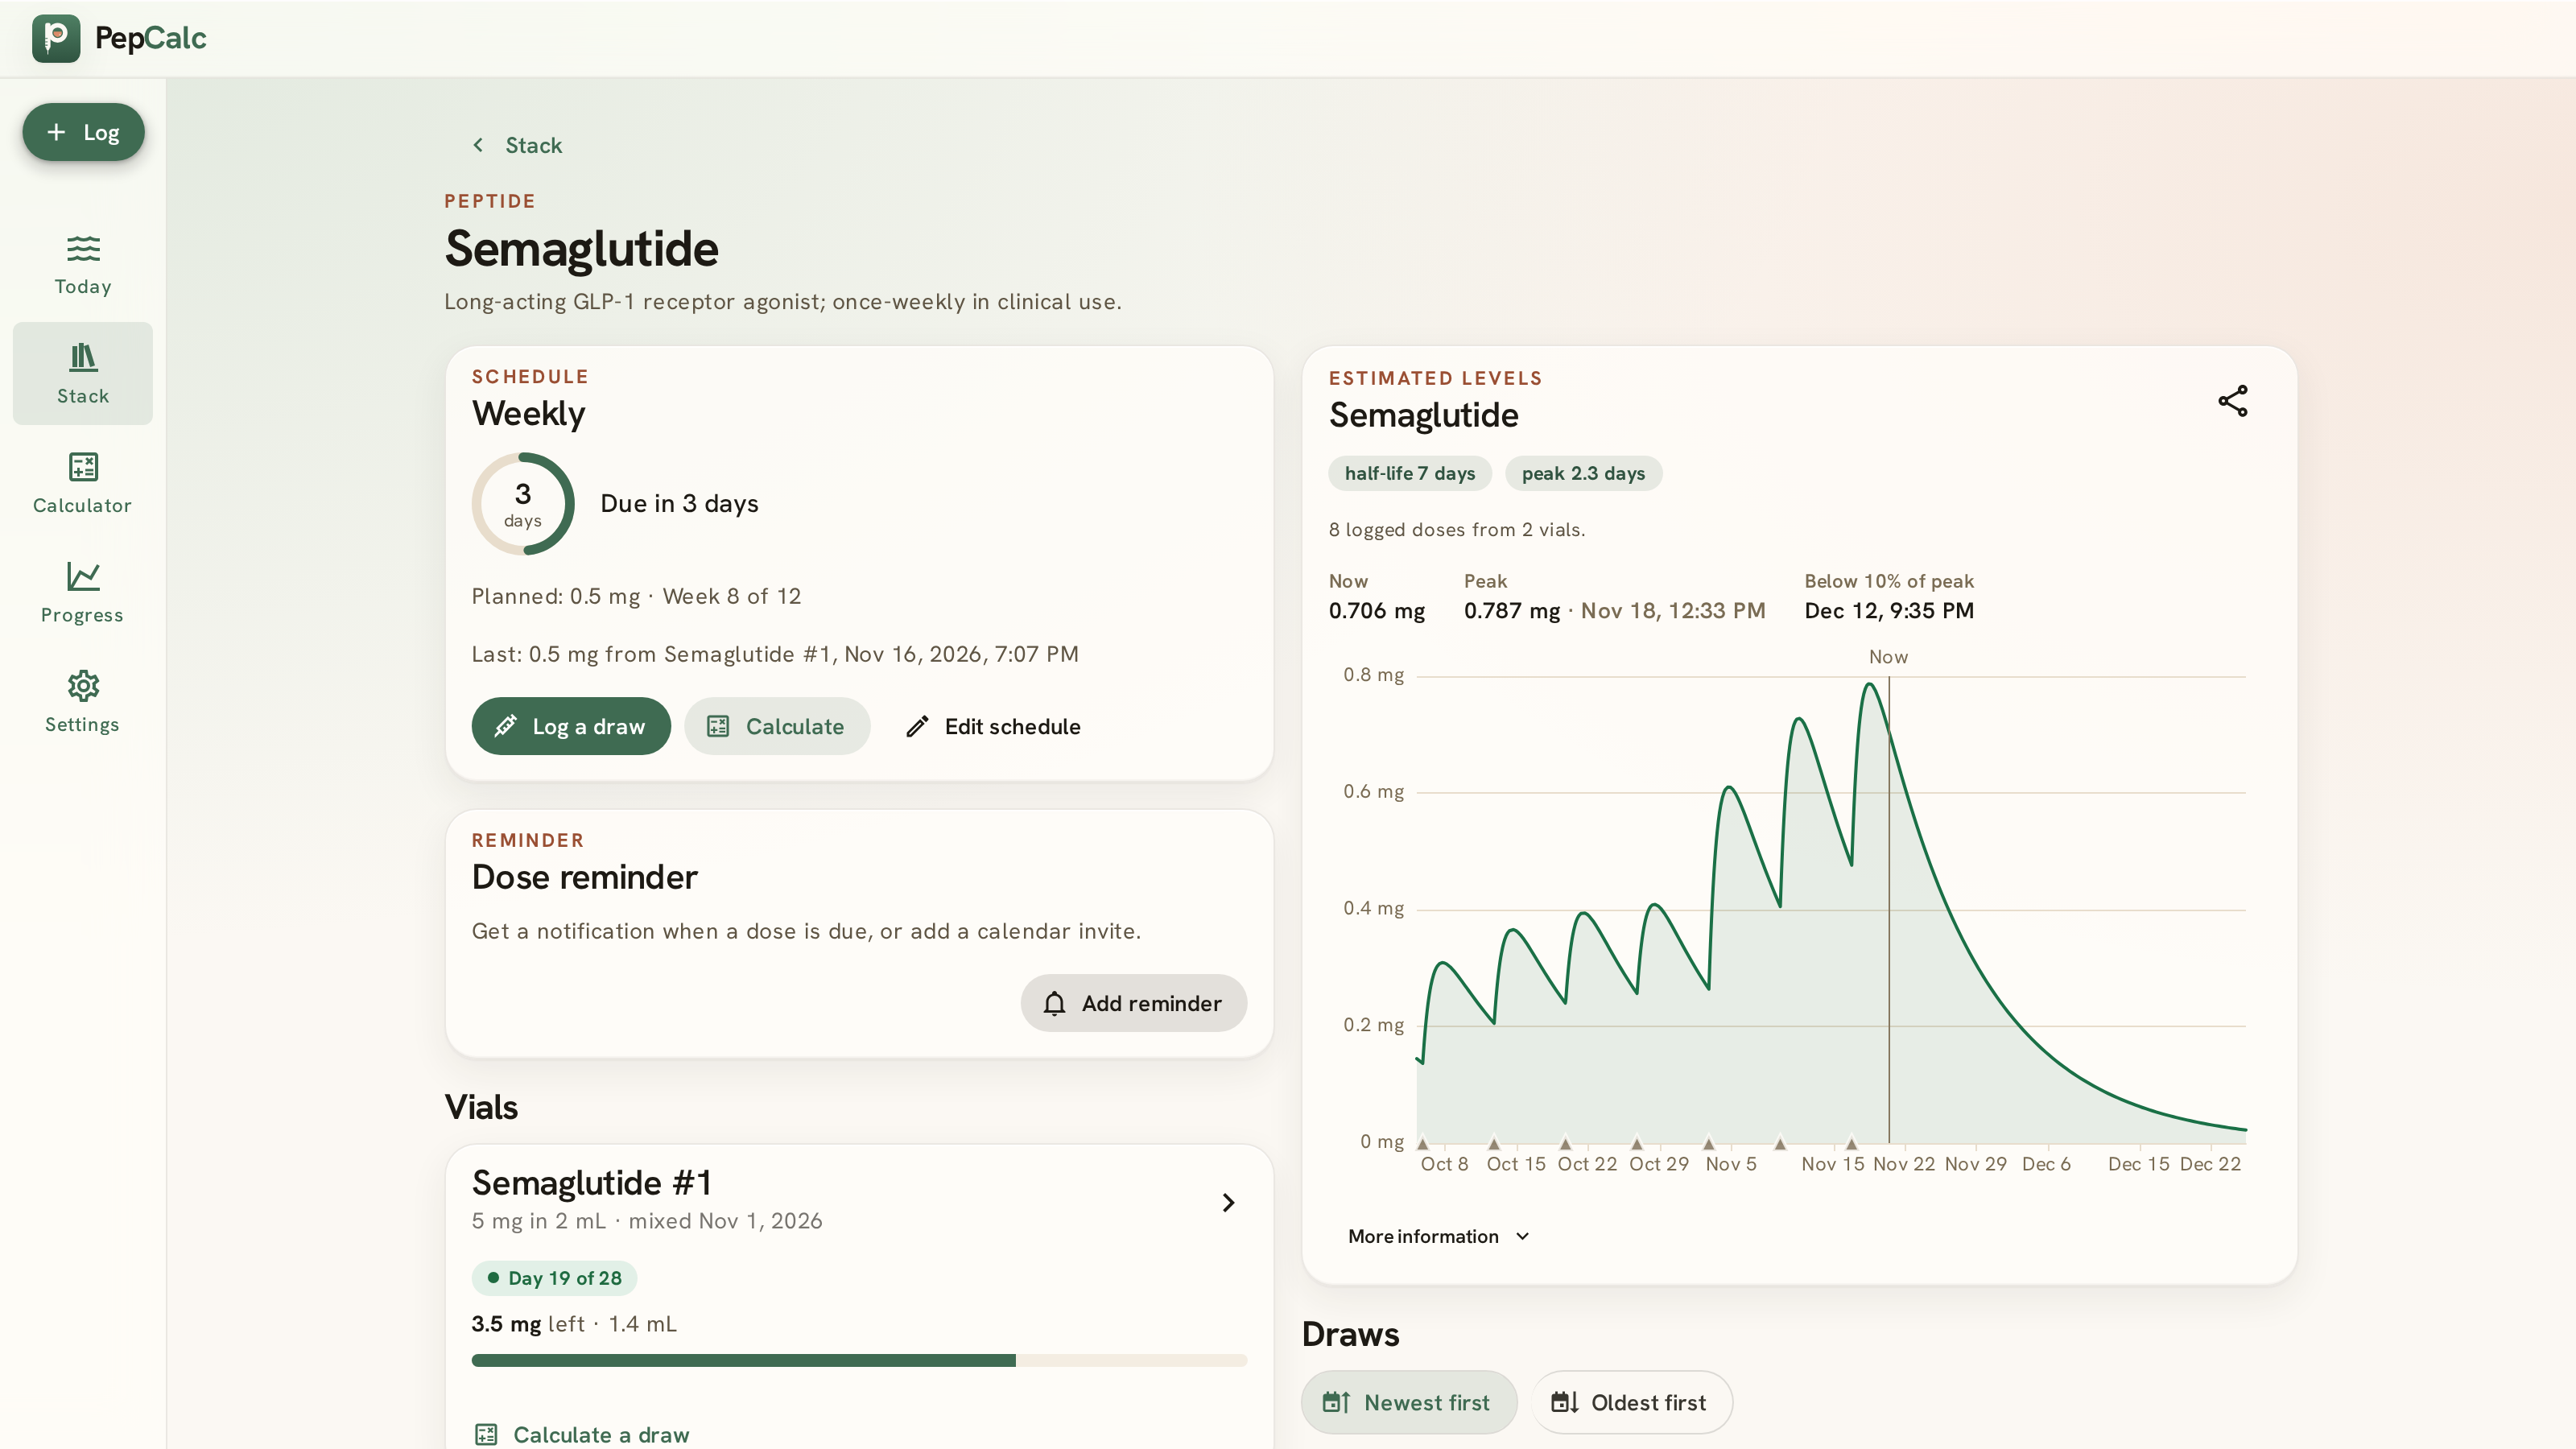 PepCalc
Log
Today
Stack
Calculator
Progress
Settings
Stack
PEPTIDE
Semaglutide
Long-acting GLP-1 receptor agonist; once-weekly in clinical use.
SCHEDULE
Weekly
3
days
Due in 3 days
Planned: 0.5 mg · Week 8 of 12
Last: 0.5 mg from Semaglutide #1, Nov 16, 2026, 7:07 PM
Log a draw
Calculate
Edit schedule
REMINDER
Dose reminder
Get a notification when a dose is due, or add a calendar invite.
Add reminder
Vials
Semaglutide #1
5 mg in 2 mL · mixed Nov 1, 2026
Day 19 of 28
3.5 mg left · 1.4 mL
Calculate a draw
ESTIMATED LEVELS
Semaglutide
half-life 7 days
peak 2.3 days
8 logged doses from 2 vials.
Now
0.706 mg
Peak
0.787 mg · Nov 18, 12:33 PM
Below 10% of peak
Dec 12, 9:35 PM
Now
0.8 mg
0.6 mg
0.4 mg
0.2 mg
0 mg
Oct 8 Oct 15 Oct 22 Oct 29 Nov 5 Nov 15 Nov 22 Nov 29 Dec 6 Dec 15 Dec 22
More information
Draws
Newest first
Oldest first